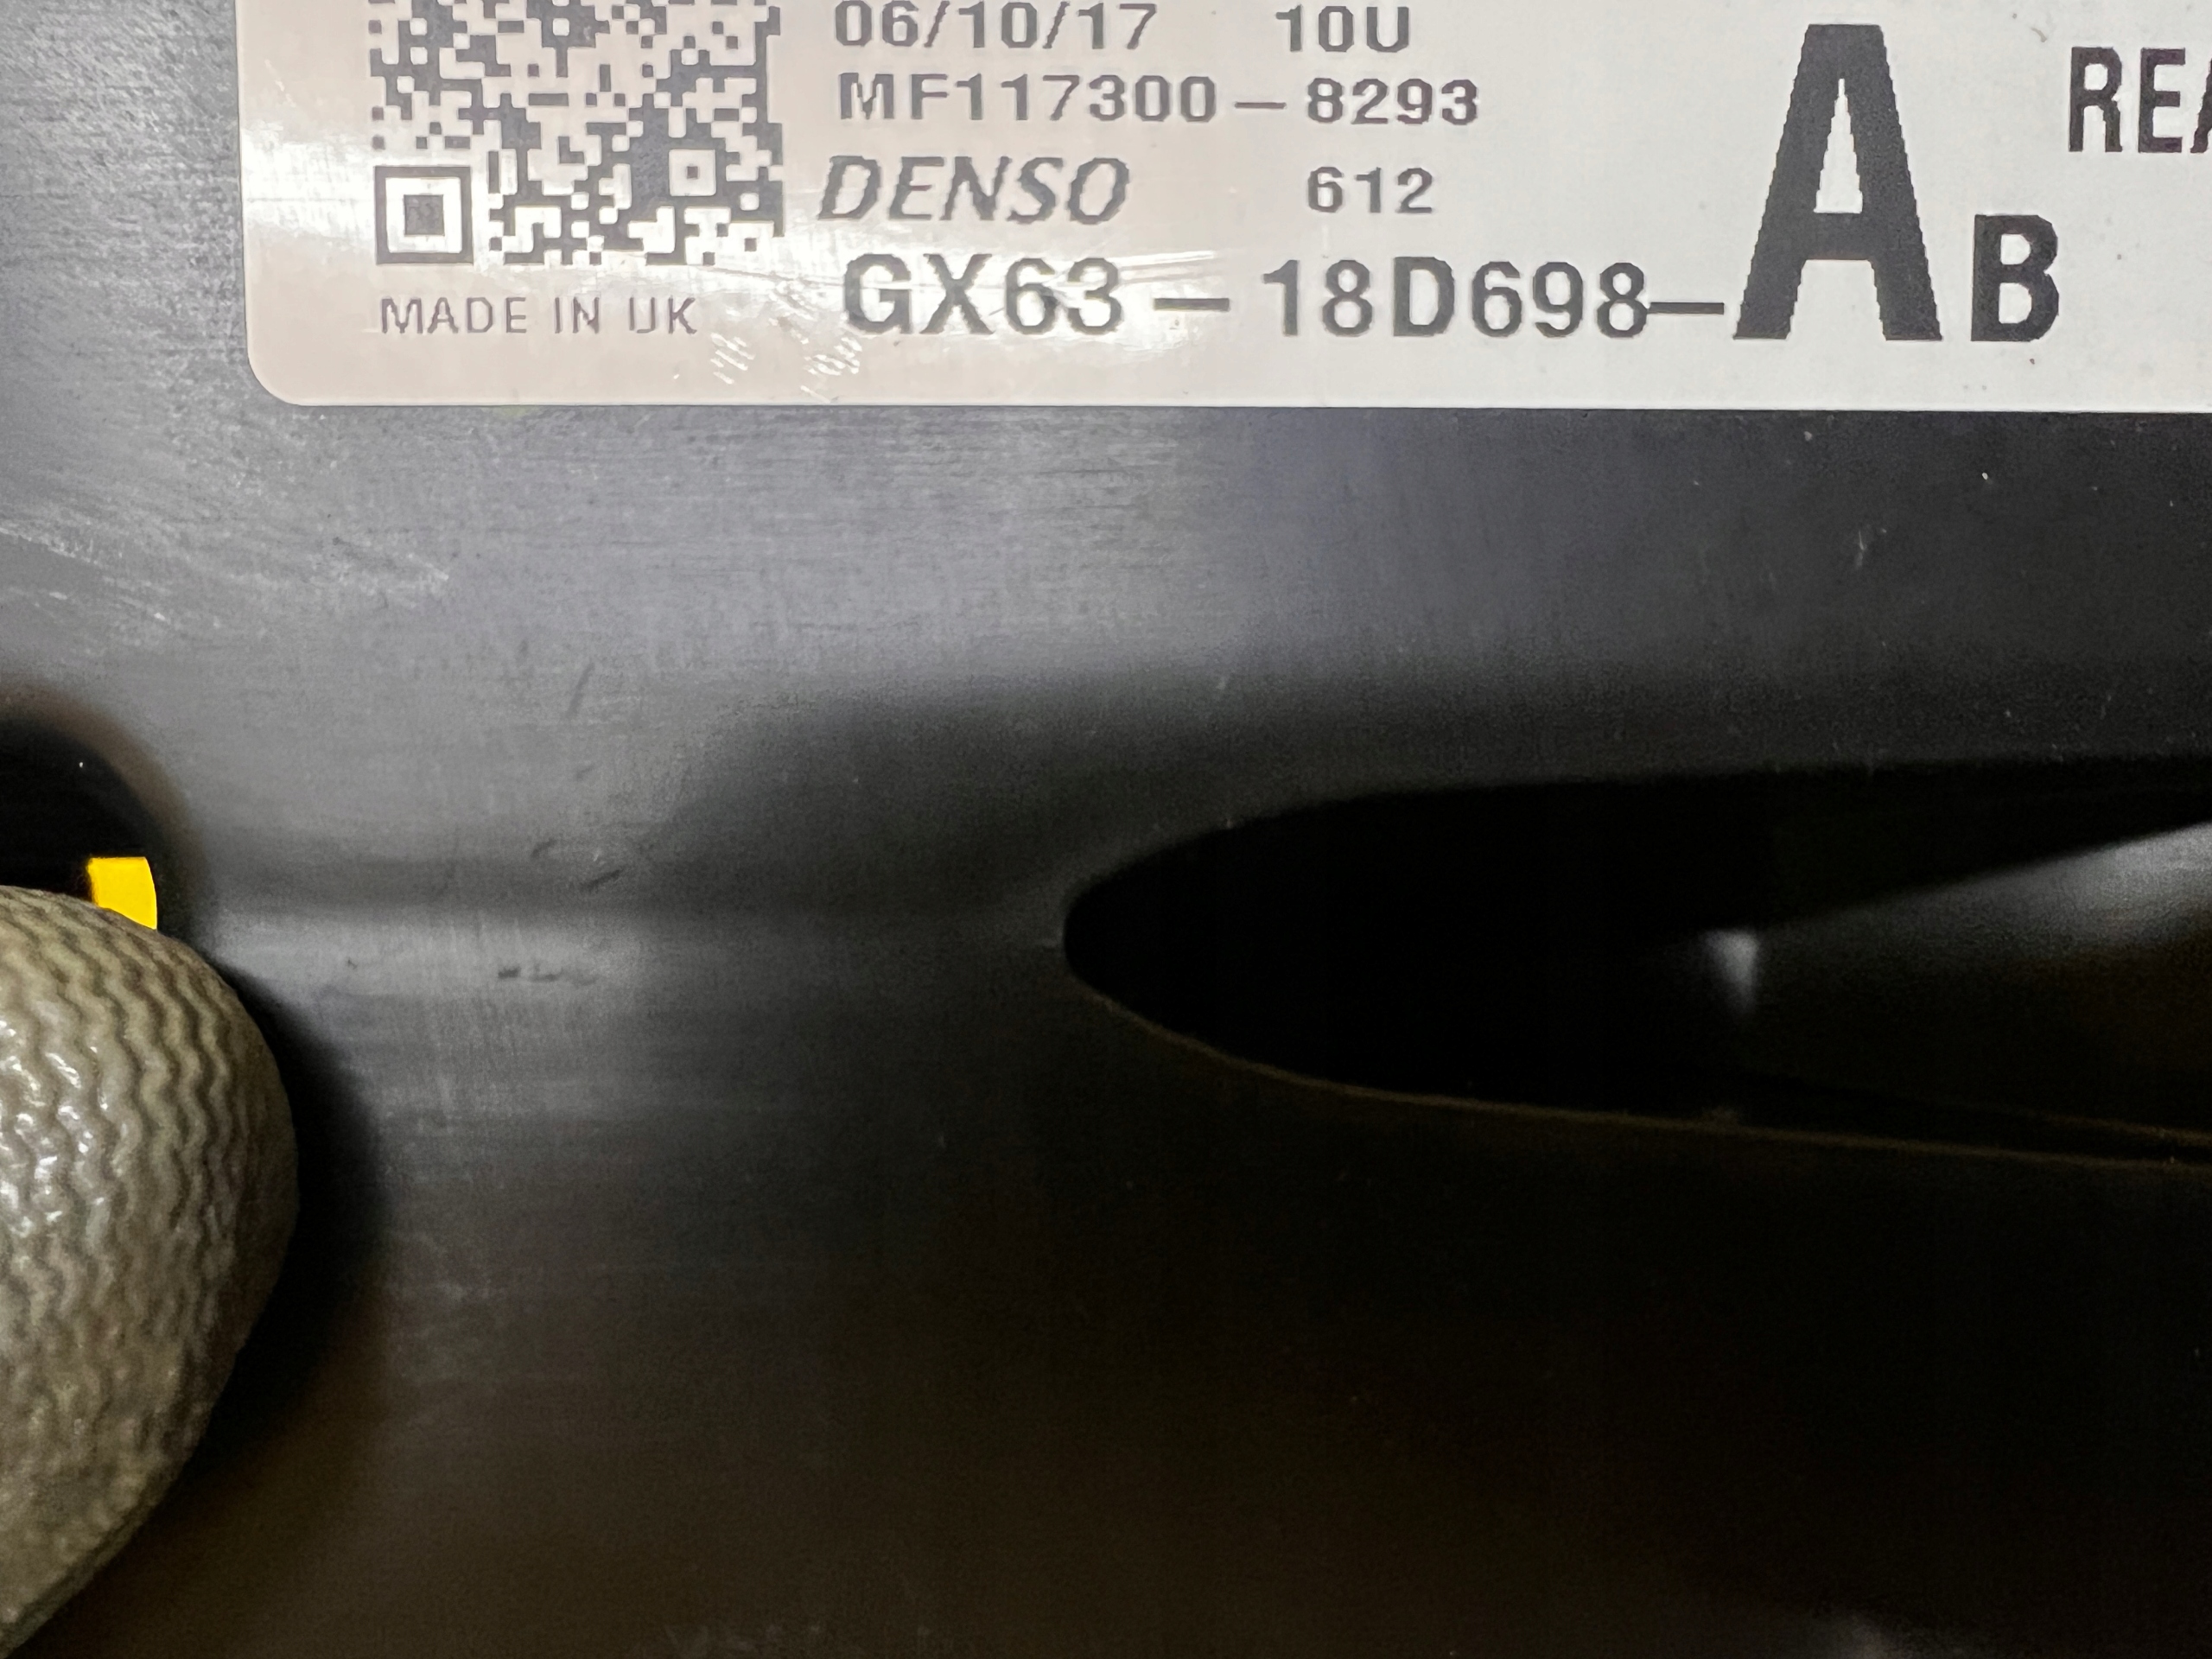 06/10/17 10U
MF117300-8293
DENSO 612
GX63-18D698-AB
MADE IN UK